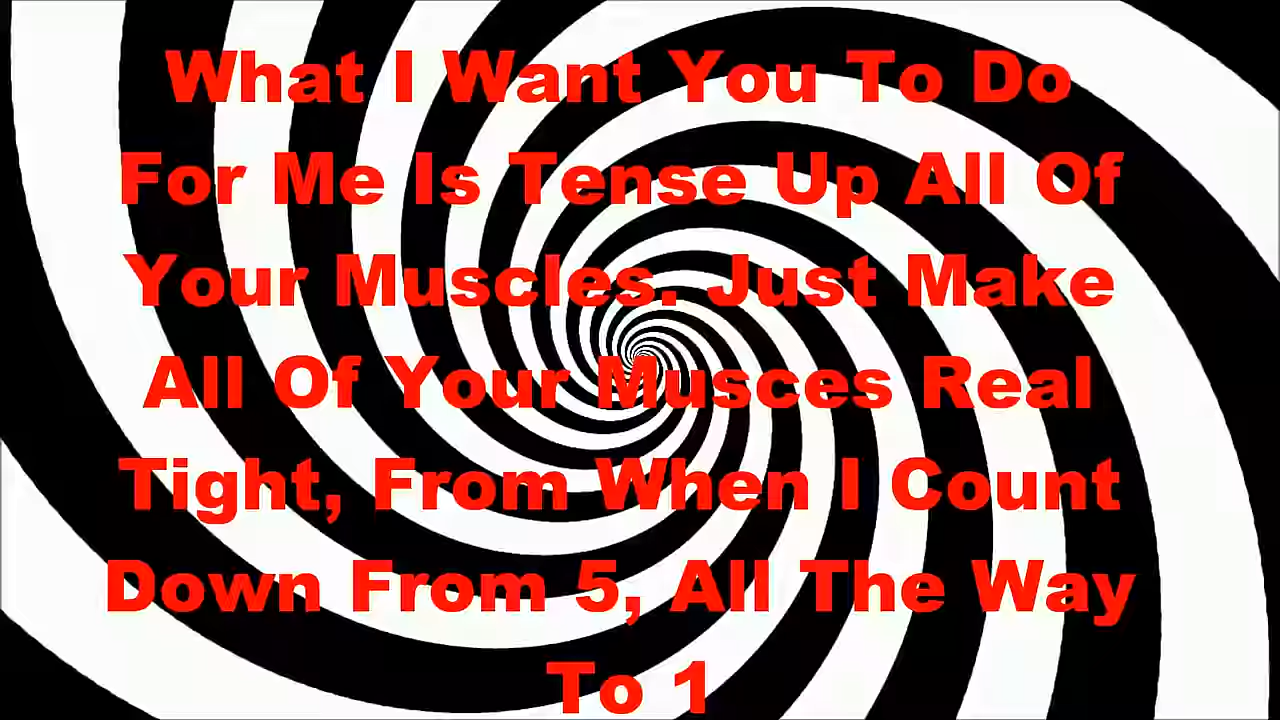 What I Want You To Do
For Me Is Tense Up All Of
Your Muscles. Just Make
All Of Your Musces Real
Tight, From When I Count
Down From 5, All The Way
To 1